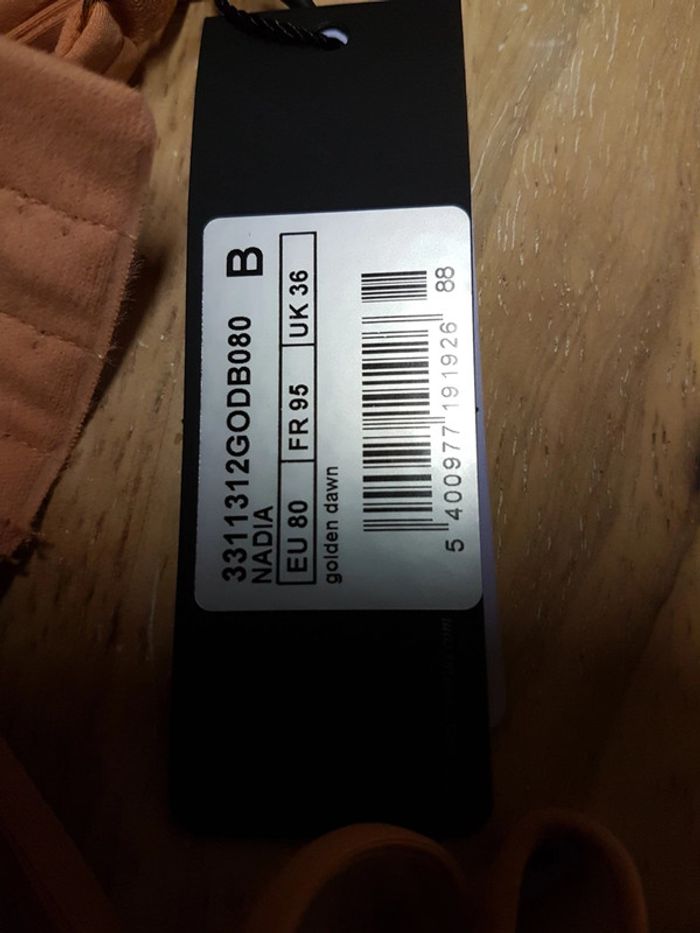 3311312GODB080 B
NADIA
EU 80 FR 95 UK 36
golden dawn
5 400977 191926 88